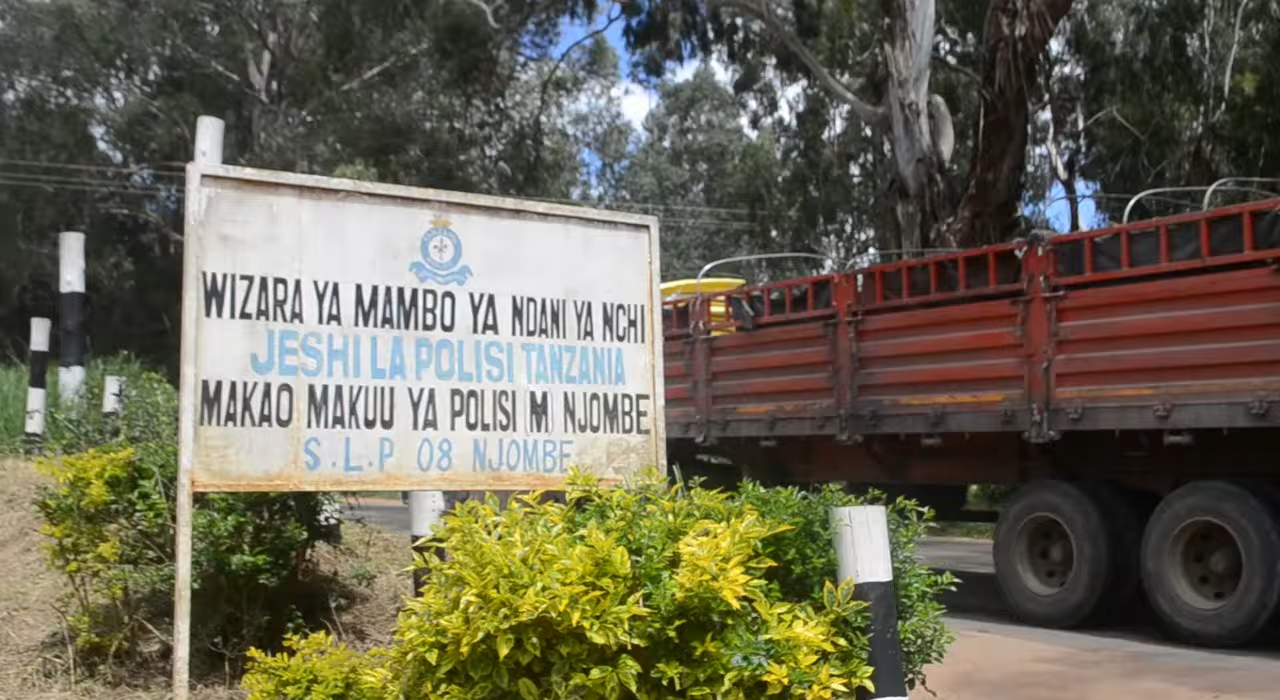 WIZARA YA MAMBO YA NDANI YA NCHI
JESHI LA POLISI TANZANIA
MAKAO MAKUU YA POLISI (M) NJOMBE
S.L.P 08 NJOMBE